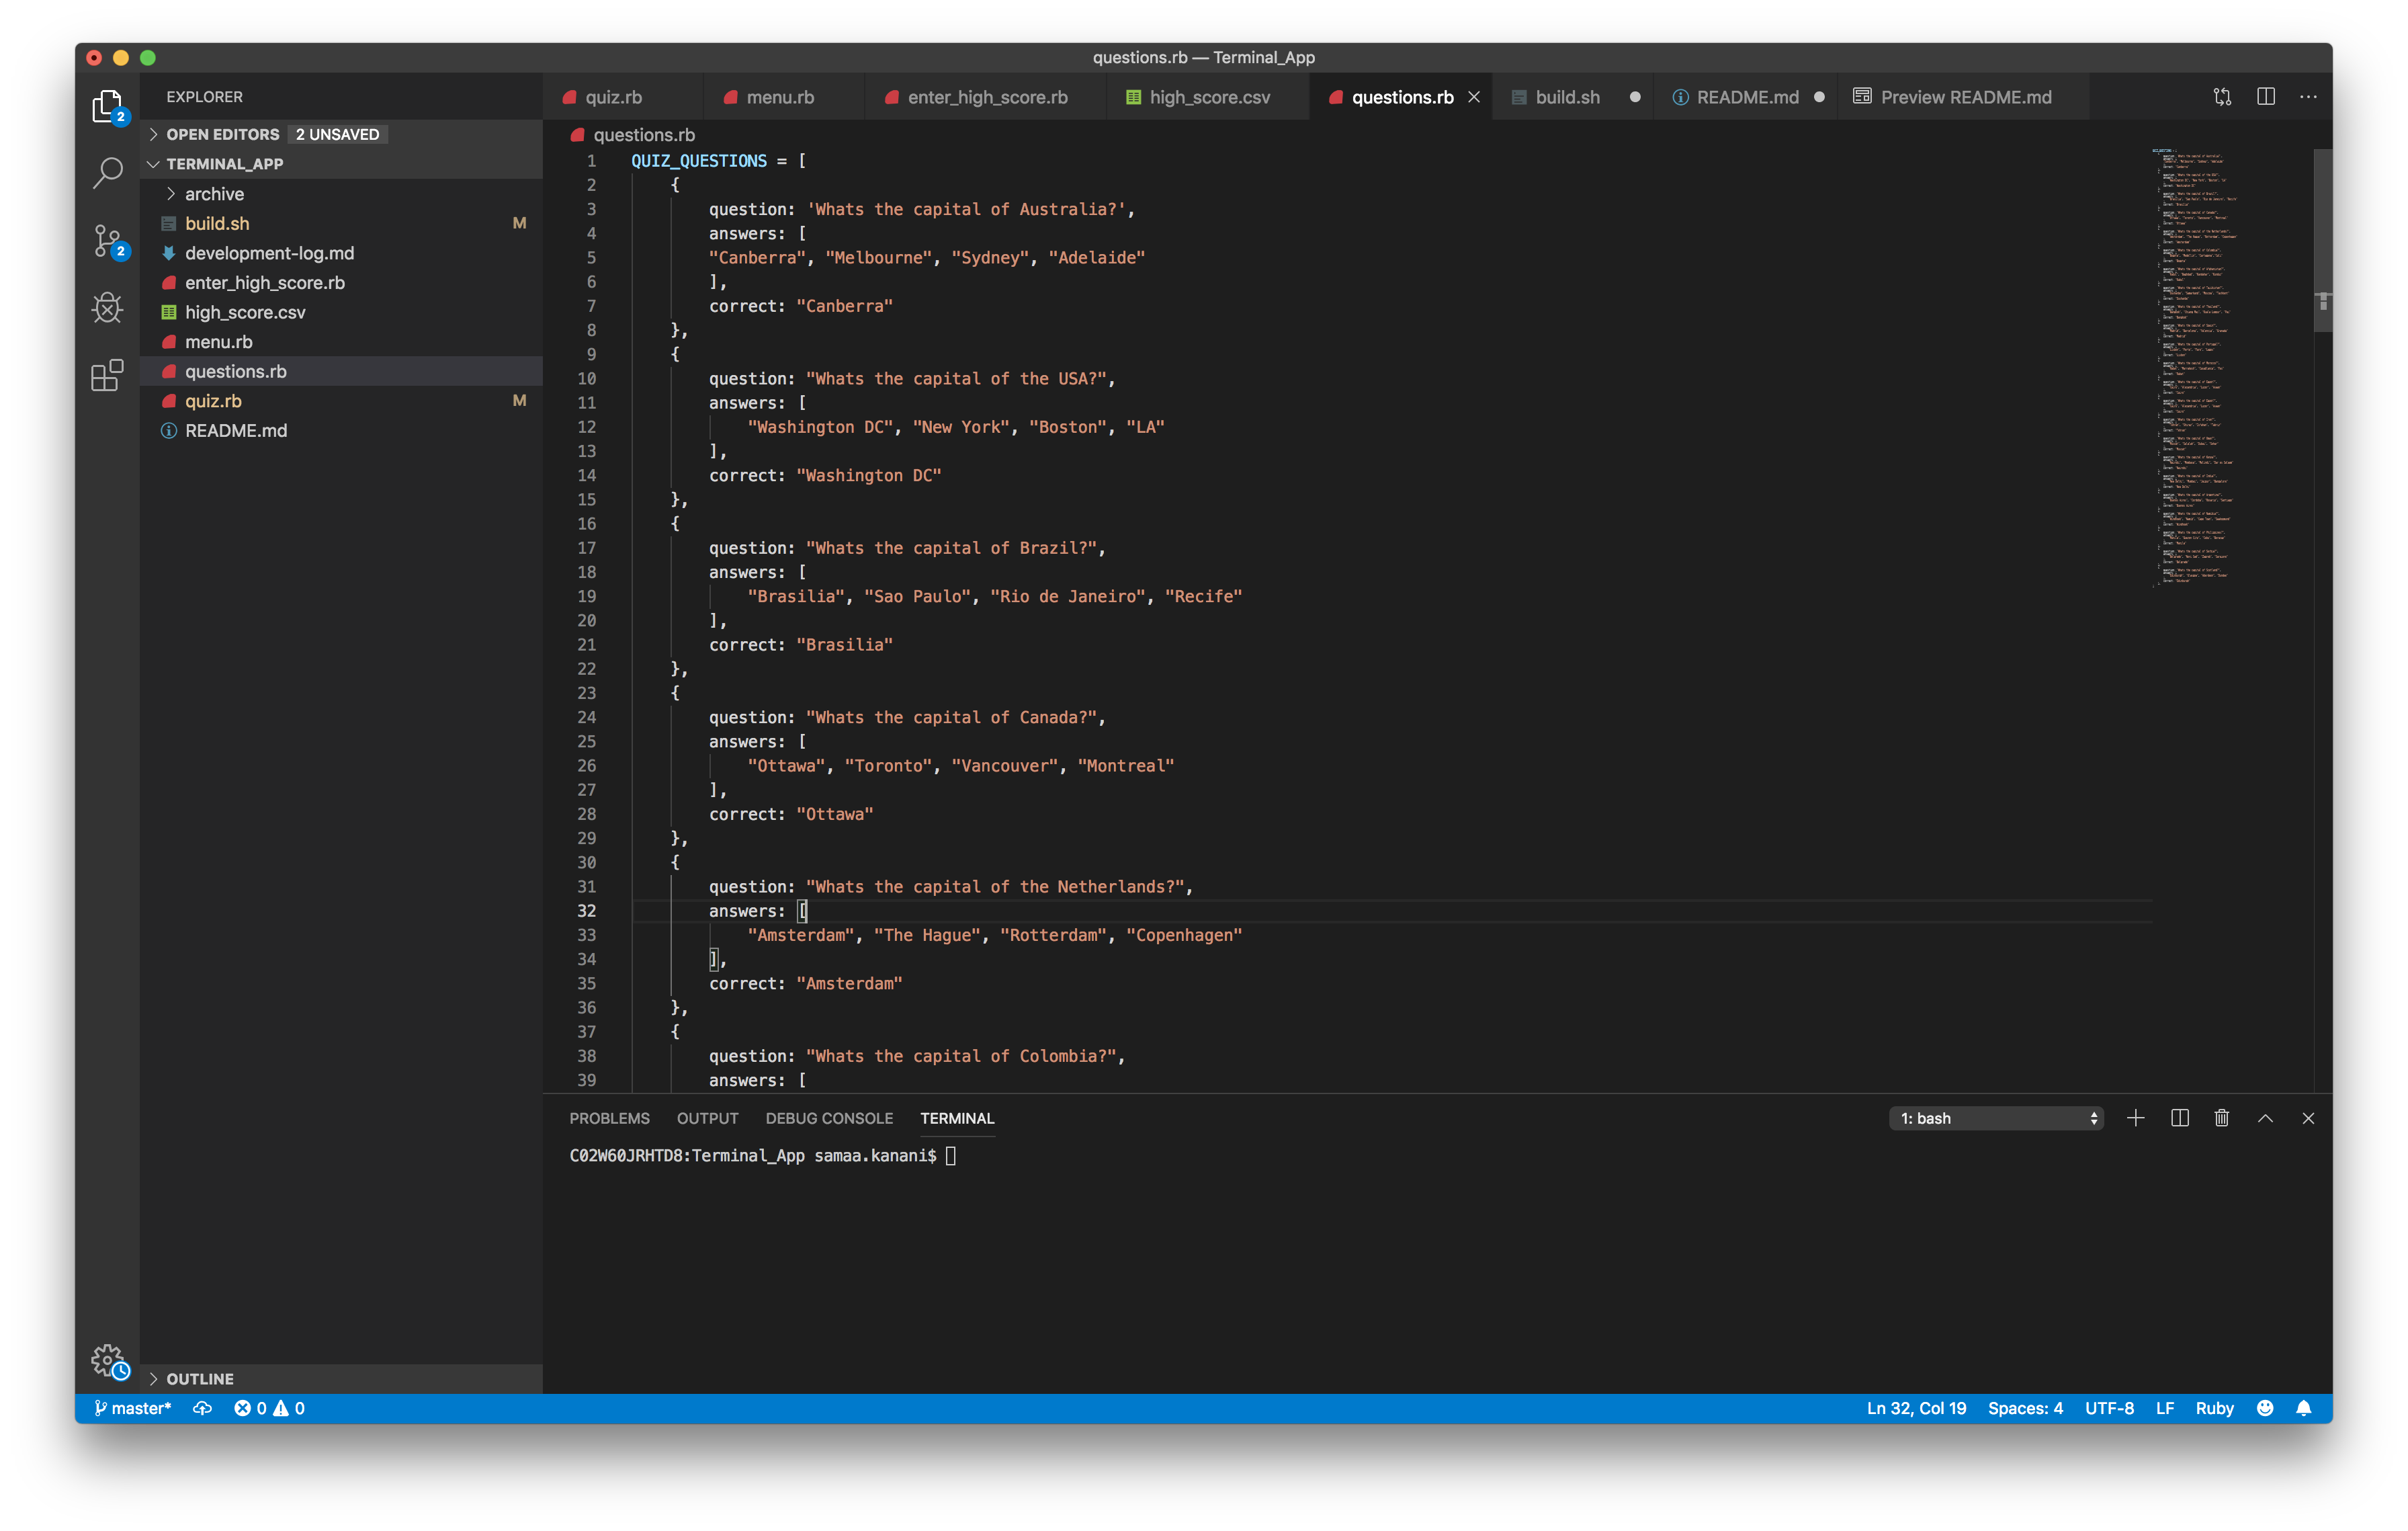 questions.rb — Terminal_App
EXPLORER
OPEN EDITORS 2 UNSAVED
TERMINAL_APP
archive
build.sh M
development-log.md
enter_high_score.rb
high_score.csv
menu.rb
questions.rb
quiz.rb M
README.md
OUTLINE
2
2
quiz.rb menu.rb enter_high_score.rb high_score.csv questions.rb build.sh README.md Preview README.md
questions.rb
1 QUIZ_QUESTIONS = [
2 {
3 question: 'Whats the capital of Australia?',
4 answers: [
5 "Canberra", "Melbourne", "Sydney", "Adelaide"
6 ],
7 correct: "Canberra"
8 },
9 {
10 question: "Whats the capital of the USA?",
11 answers: [
12 "Washington DC", "New York", "Boston", "LA"
13 ],
14 correct: "Washington DC"
15 },
16 {
17 question: "Whats the capital of Brazil?",
18 answers: [
19 "Brasilia", "Sao Paulo", "Rio de Janeiro", "Recife"
20 ],
21 correct: "Brasilia"
22 },
23 {
24 question: "Whats the capital of Canada?",
25 answers: [
26 "Ottawa", "Toronto", "Vancouver", "Montreal"
27 ],
28 correct: "Ottawa"
29 },
30 {
31 question: "Whats the capital of the Netherlands?",
32 answers: [
33 "Amsterdam", "The Hague", "Rotterdam", "Copenhagen"
34 ],
35 correct: "Amsterdam"
36 },
37 {
38 question: "Whats the capital of Colombia?",
39 answers: [
PROBLEMS OUTPUT DEBUG CONSOLE TERMINAL 1: bash
C02W60JRHTD8:Terminal_App samaa.kanani$
master* 0 0 Ln 32, Col 19 Spaces: 4 UTF-8 LF Ruby